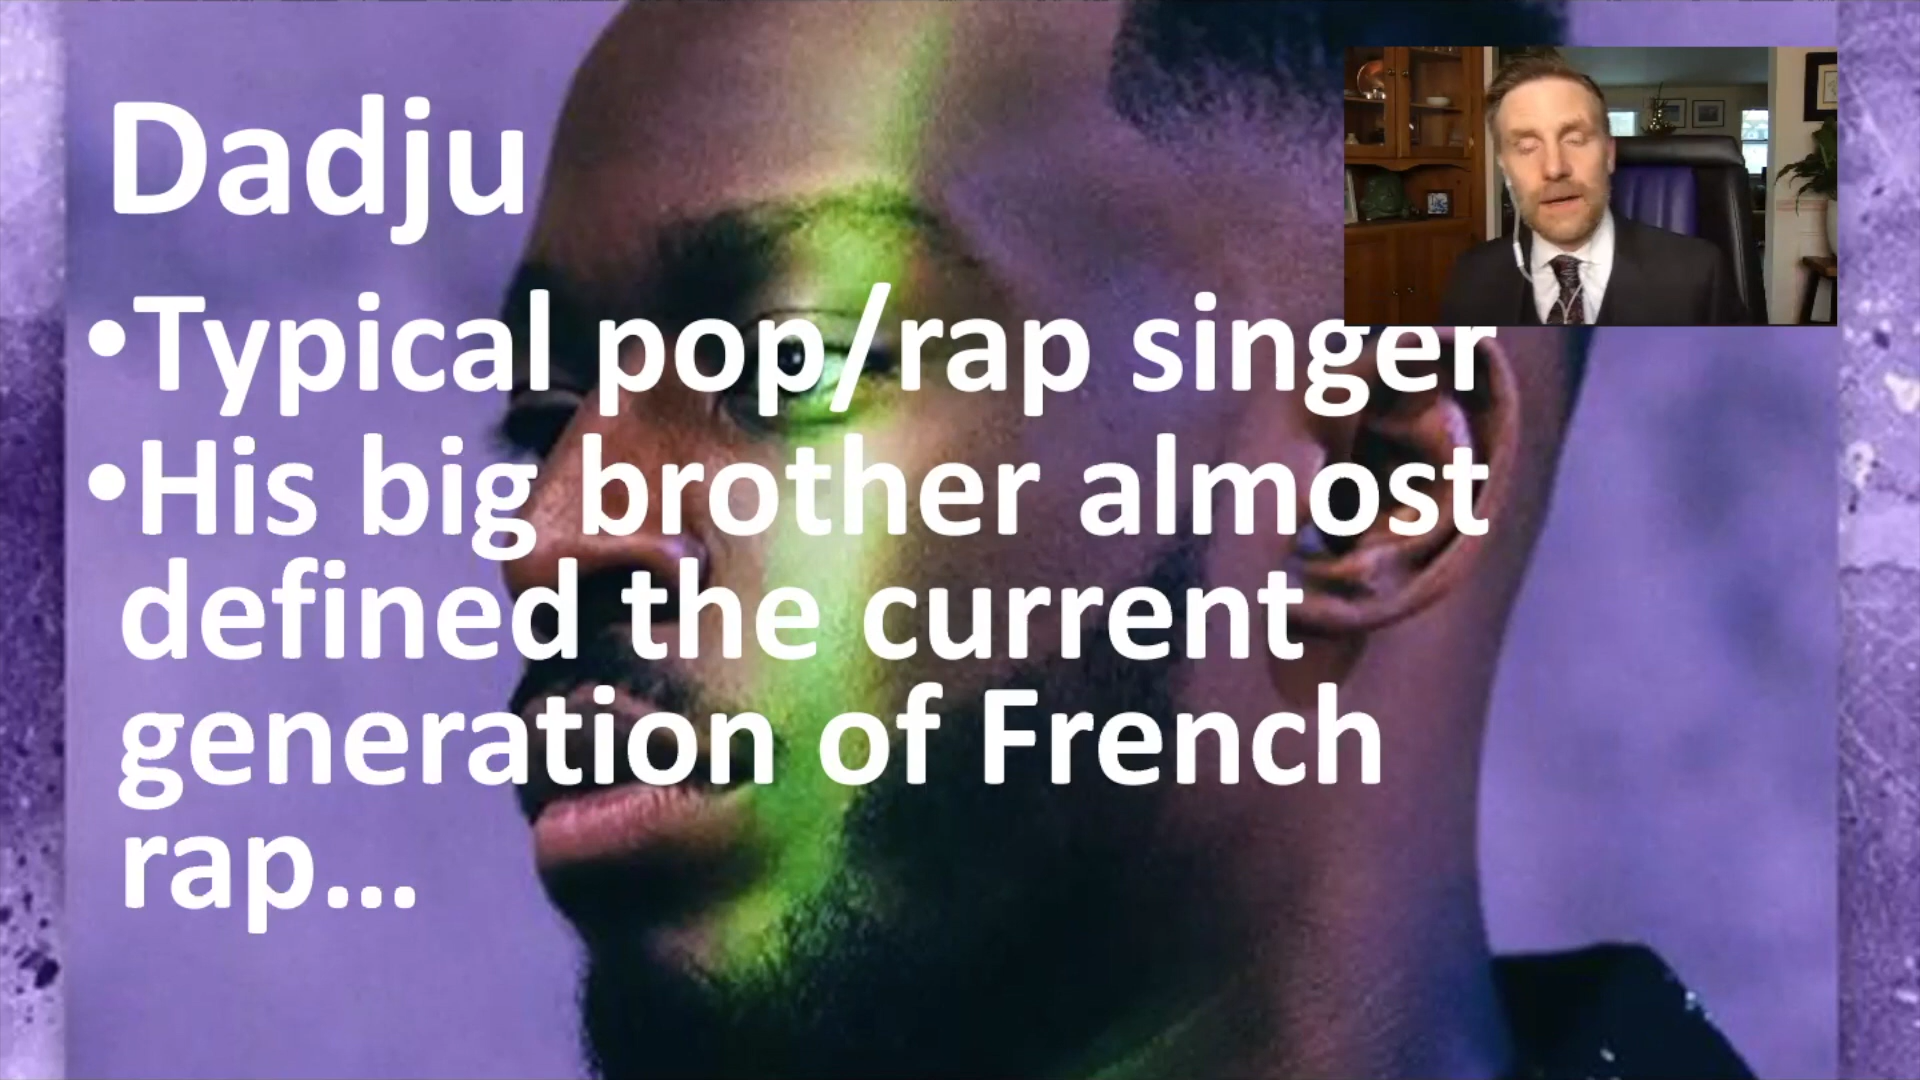 Dadju
•Typical pop/rap singer
•His big brother almost
defined the current
generation of French
rap...